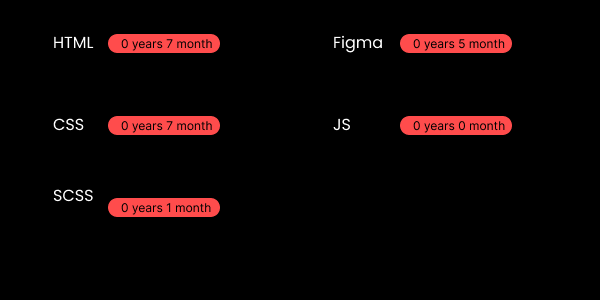 HTML 0 years 7 month
Figma 0 years 5 month
CSS 0 years 7 month
JS 0 years 0 month
SCSS 0 years 1 month